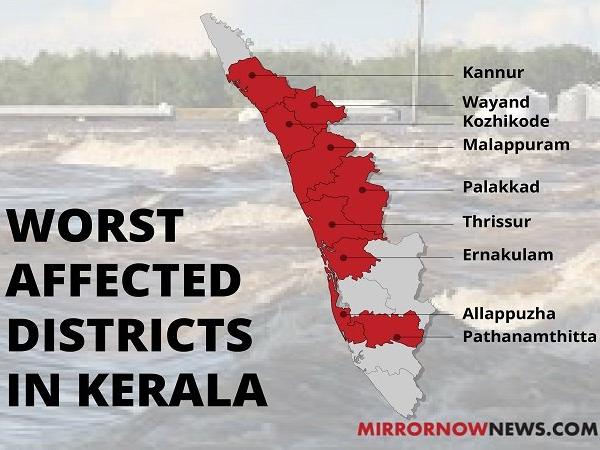 Kannur
Wayand
Kozhikode
Malappuram
Palakkad
Thrissur
Ernakulam
Allappuzha
Pathanamthitta
WORST
AFFECTED
DISTRICTS
IN KERALA
MIRRORNOWNEWS.COM